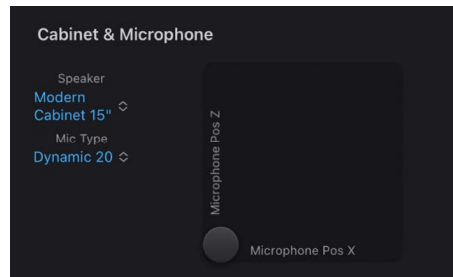 Cabinet & Microphone
Speaker
Modern
Cabinet 15"
Mic Type
Dynamic 20
Microphone Pos Z
Microphone Pos X